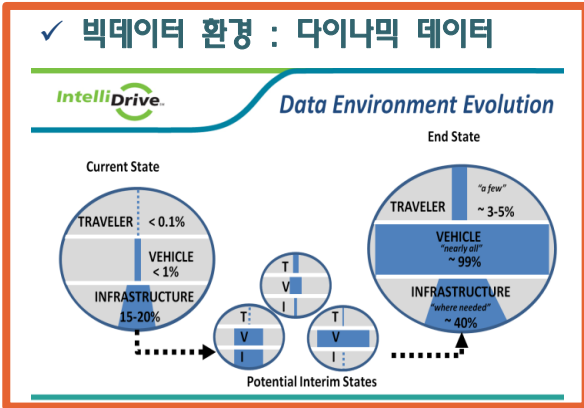 ✓ 빅데이터 환경 : 다이나믹 데이터
IntelliDrive™
Data Environment Evolution
Current State
TRAVELER < 0.1%
VEHICLE
< 1%
INFRASTRUCTURE
15-20%
T
V
I
T
V
I
T
V
I
Potential Interim States
End State
"a few"
TRAVELER ~ 3-5%
VEHICLE
"nearly all"
~ 99%
INFRASTRUCTURE
"where needed"
~ 40%